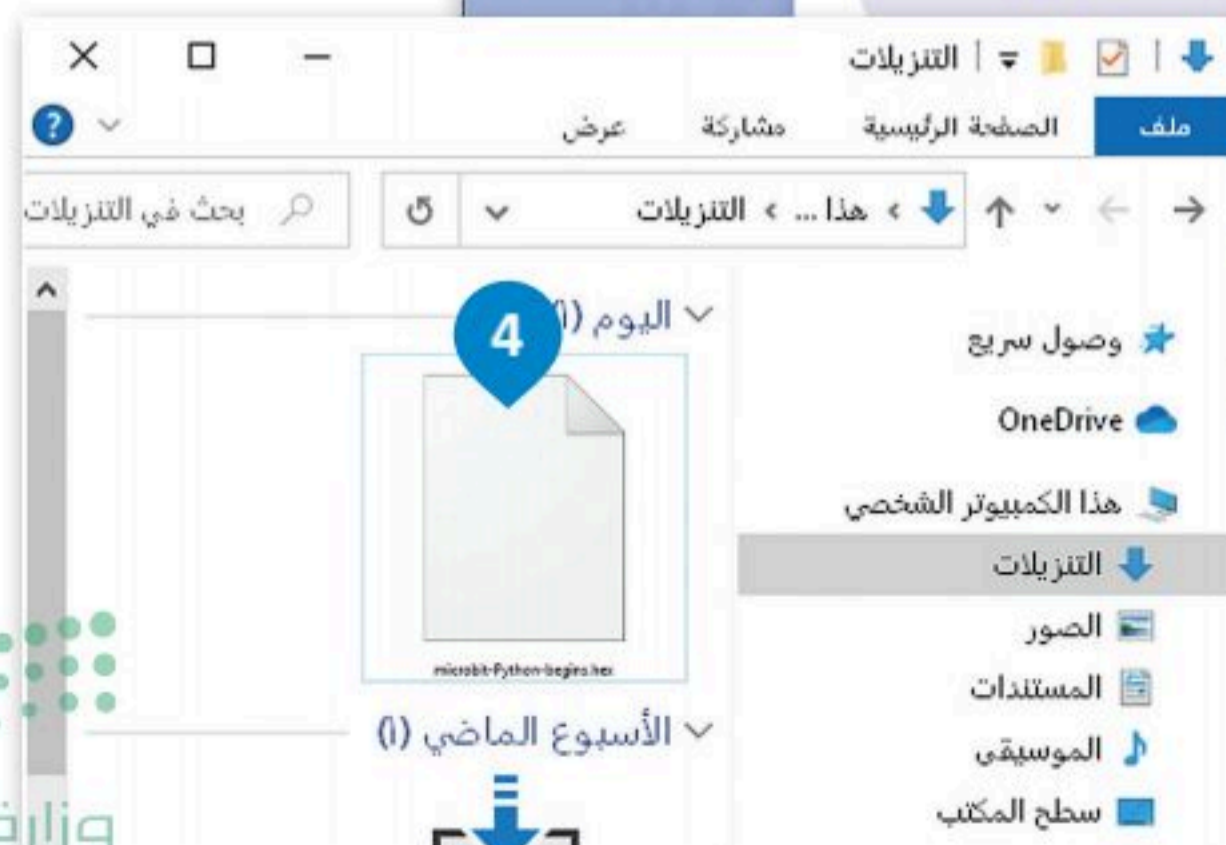 التنزيلات
ملف الصفحة الرئيسية مشاركة عرض ?
هذا ... › التنزيلات
بحث في التنزيلات
اليوم (١)
4
microbit-Python-begins.hex
الأسبوع الماضي (١)
وصول سريع
OneDrive
هذا الكمبيوتر الشخصي
التنزيلات
الصور
المستندات
الموسيقى
سطح المكتب